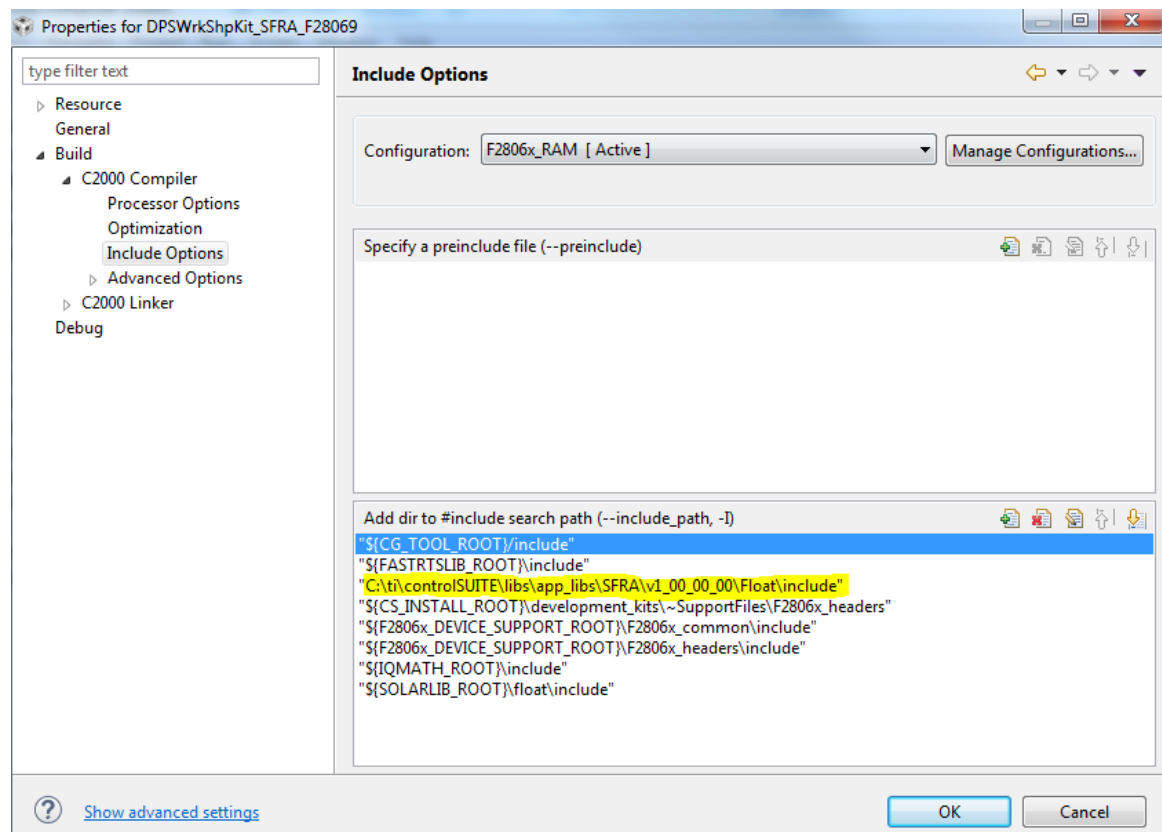 Properties for DPSWrkShpKit_SFRA_F28069
type filter text
Resource
General
Build
C2000 Compiler
Processor Options
Optimization
Include Options
Advanced Options
C2000 Linker
Debug
Include Options
Configuration: F2806x_RAM [ Active ] Manage Configurations...
Specify a preinclude file (--preinclude)
Add dir to #include search path (--include_path, -I)
"${CG_TOOL_ROOT}/include"
"${FASTRTSLIB_ROOT}\include"
"C:\ti\controlSUITE\libs\app_libs\SFRA\v1_00_00_00\Float\include"
"${CS_INSTALL_ROOT}\development_kits\~SupportFiles\F2806x_headers"
"${F2806x_DEVICE_SUPPORT_ROOT}\F2806x_common\include"
"${F2806x_DEVICE_SUPPORT_ROOT}\F2806x_headers\include"
"${IQMATH_ROOT}\include"
"${SOLARLIB_ROOT}\float\include"
? Show advanced settings OK Cancel